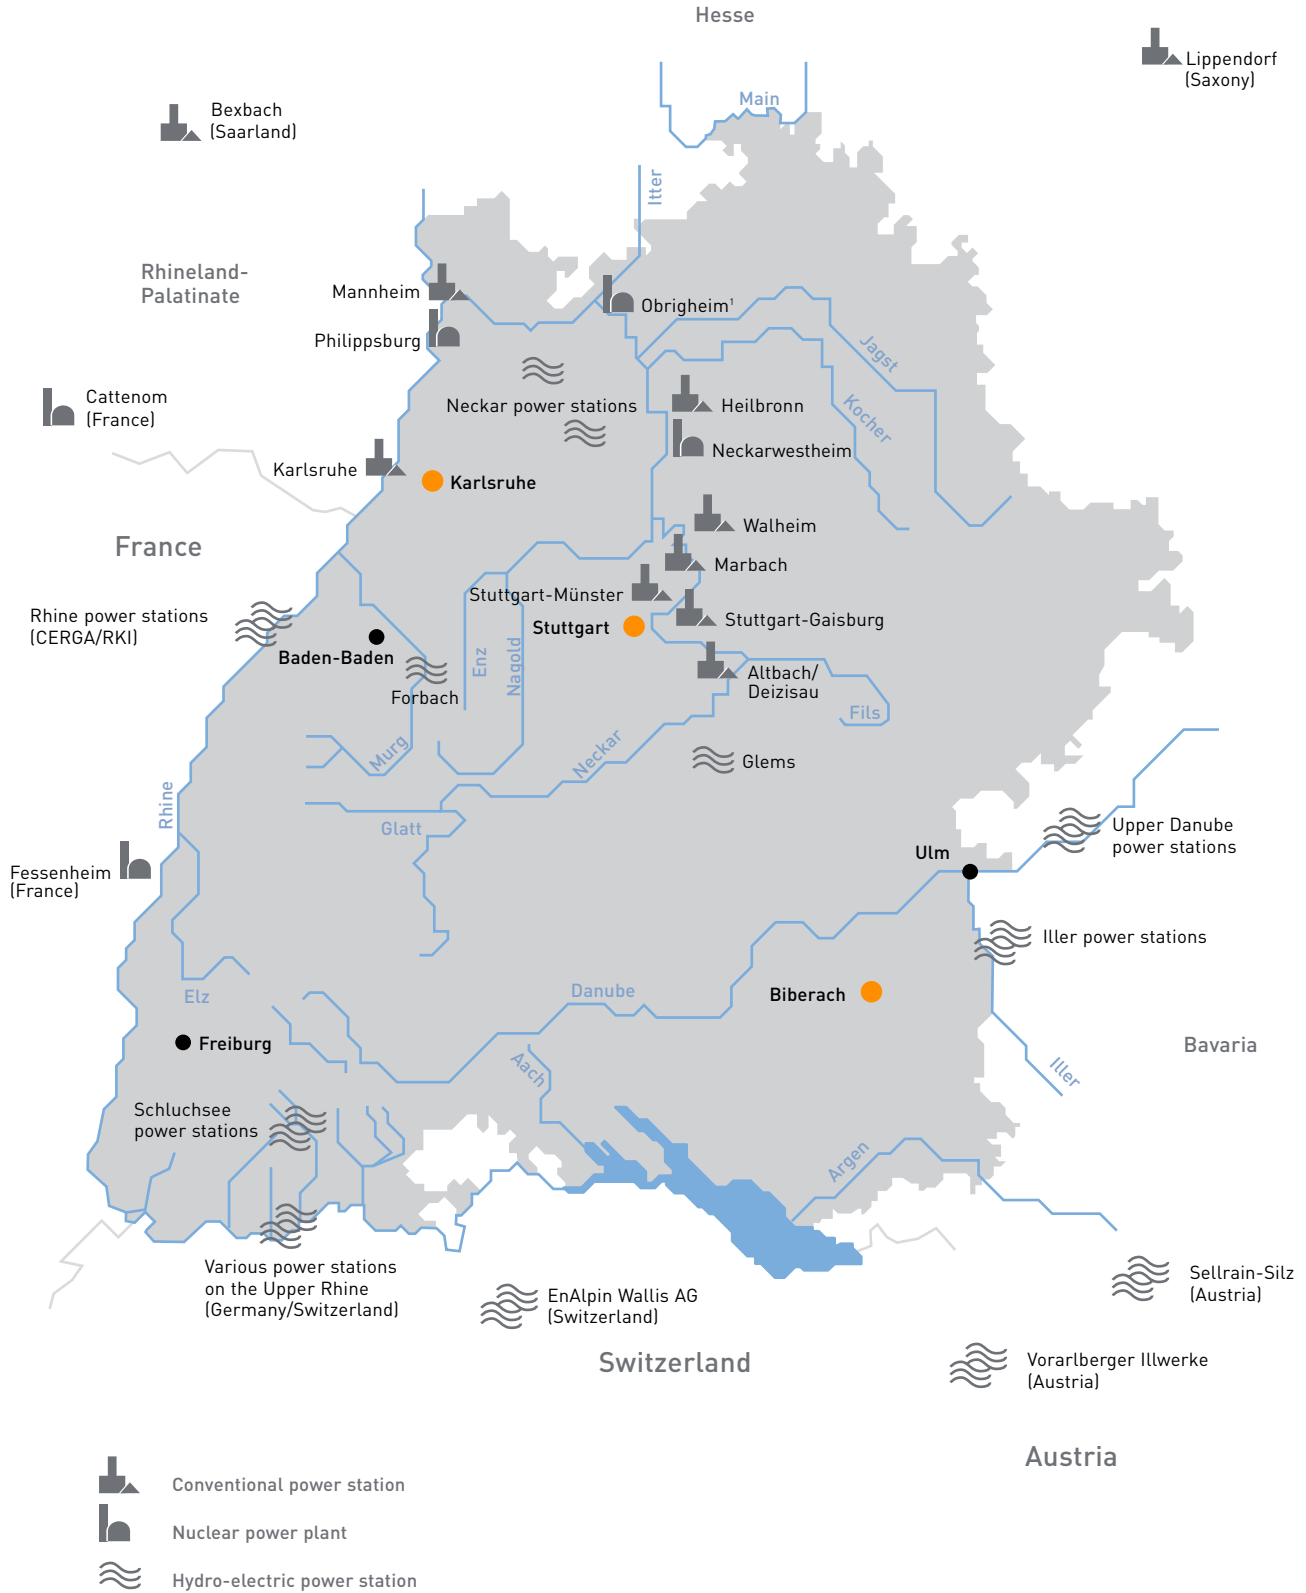 Hesse
Lippendorf
(Saxony)
Main
Bexbach
(Saarland)
Itter
Rhineland-
Palatinate
Mannheim
Obrigheim¹
Philippsburg
Jagst
Cattenom
(France)
Neckar power stations
Heilbronn
Kocher
Neckarwestheim
Karlsruhe
Karlsruhe
Walheim
France
Marbach
Stuttgart-Münster
Rhine power stations
(CERGA/RKI)
Stuttgart-Gaisburg
Stuttgart
Baden-Baden
Enz
Nagold
Forbach
Altbach/
Deizisau
Fils
Murg
Neckar
Glems
Rhine
Glatt
Upper Danube
power stations
Ulm
Fessenheim
(France)
Iller power stations
Elz
Danube
Biberach
Freiburg
Bavaria
Aach
Iller
Schluchsee
power stations
Argen
Various power stations
on the Upper Rhine
(Germany/Switzerland)
EnAlpin Wallis AG
(Switzerland)
Sellrain-Silz
(Austria)
Switzerland
Vorarlberger Illwerke
(Austria)
Austria
Conventional power station
Nuclear power plant
Hydro-electric power station